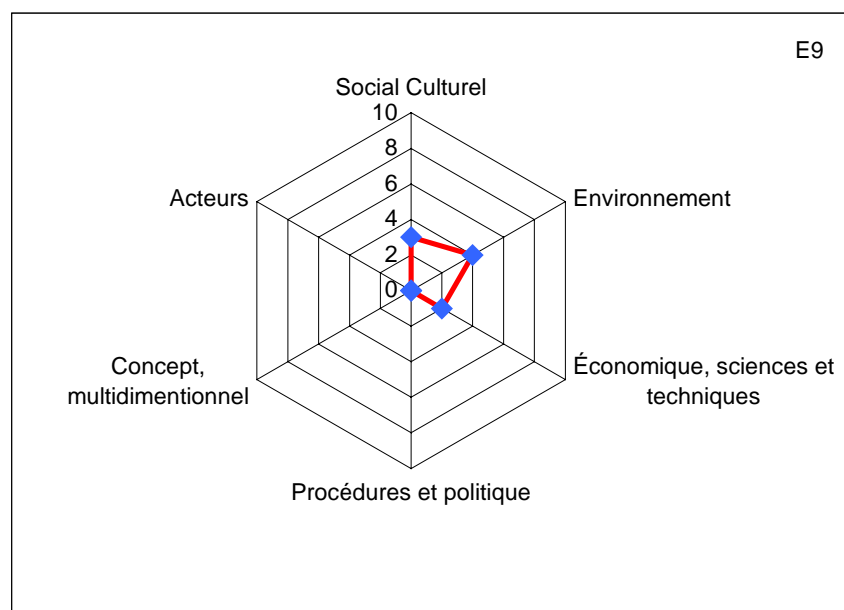 E9
Social Culturel
10
8
6
4
2
0
Acteurs
Environnement
Concept,
multidimentionnel
Économique, sciences et
techniques
Procédures et politique